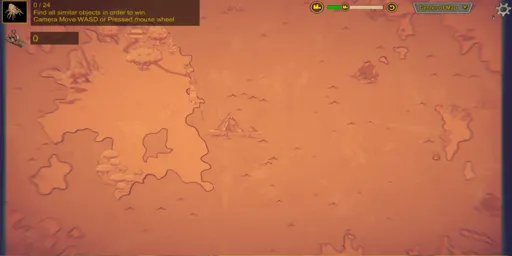 0 / 24
Find all similar objects in order to win.
Camera Move:WASD or Pressed mouse wheel
0